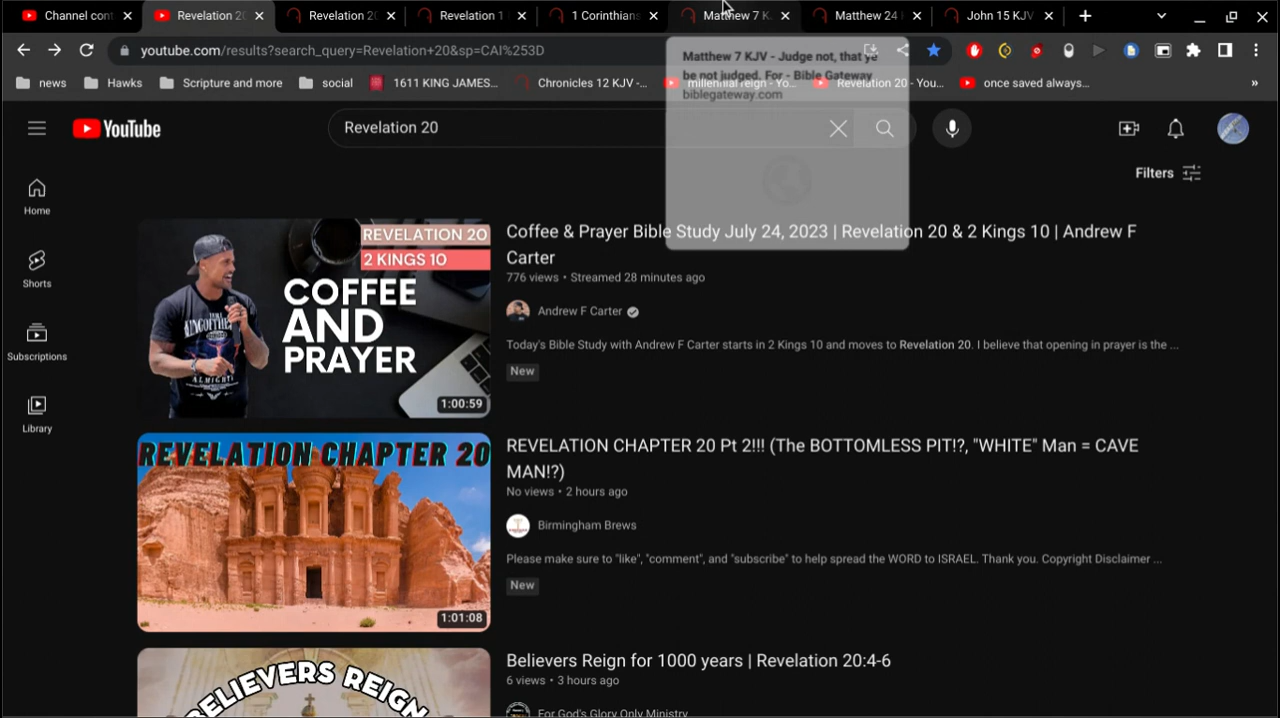 Channel cont
Revelation 20
Revelation 20
Revelation 1
1 Corinthians
Matthew 7 K
Matthew 24
John 15 KJV
youtube.com/results?search_query=Revelation+20&sp=CAI%253D
Matthew 7 KJV - Judge not, that ye
be not judged. For - Bible Gateway
biblegateway.com
news
Hawks
Scripture and more
social
1611 KING JAMES...
Chronicles 12 KJV -...
millennial reign - Yo...
Revelation 20 - You...
once saved always...
»
YouTube
Revelation 20
Filters
Home
Shorts
Subscriptions
Library
REVELATION 20
2 KINGS 10
COFFEE
AND
PRAYER
ALMIGHTY
1:00:59
Coffee & Prayer Bible Study July 24, 2023 | Revelation 20 & 2 Kings 10 | Andrew F
Carter
776 views • Streamed 28 minutes ago
Andrew F Carter
Today's Bible Study with Andrew F Carter starts in 2 Kings 10 and moves to Revelation 20. I believe that opening in prayer is the ...
New
REVELATION CHAPTER 20
1:01:08
REVELATION CHAPTER 20 Pt 2!!! (The BOTTOMLESS PIT!?, "WHITE" Man = CAVE
MAN!?)
No views • 2 hours ago
Birmingham Brews
Please make sure to "like", "comment", and "subscribe" to help spread the WORD to ISRAEL. Thank you. Copyright Disclaimer ...
New
BELIEVERS REIGN
Believers Reign for 1000 years | Revelation 20:4-6
6 views • 3 hours ago
For God's Glory Only Ministry